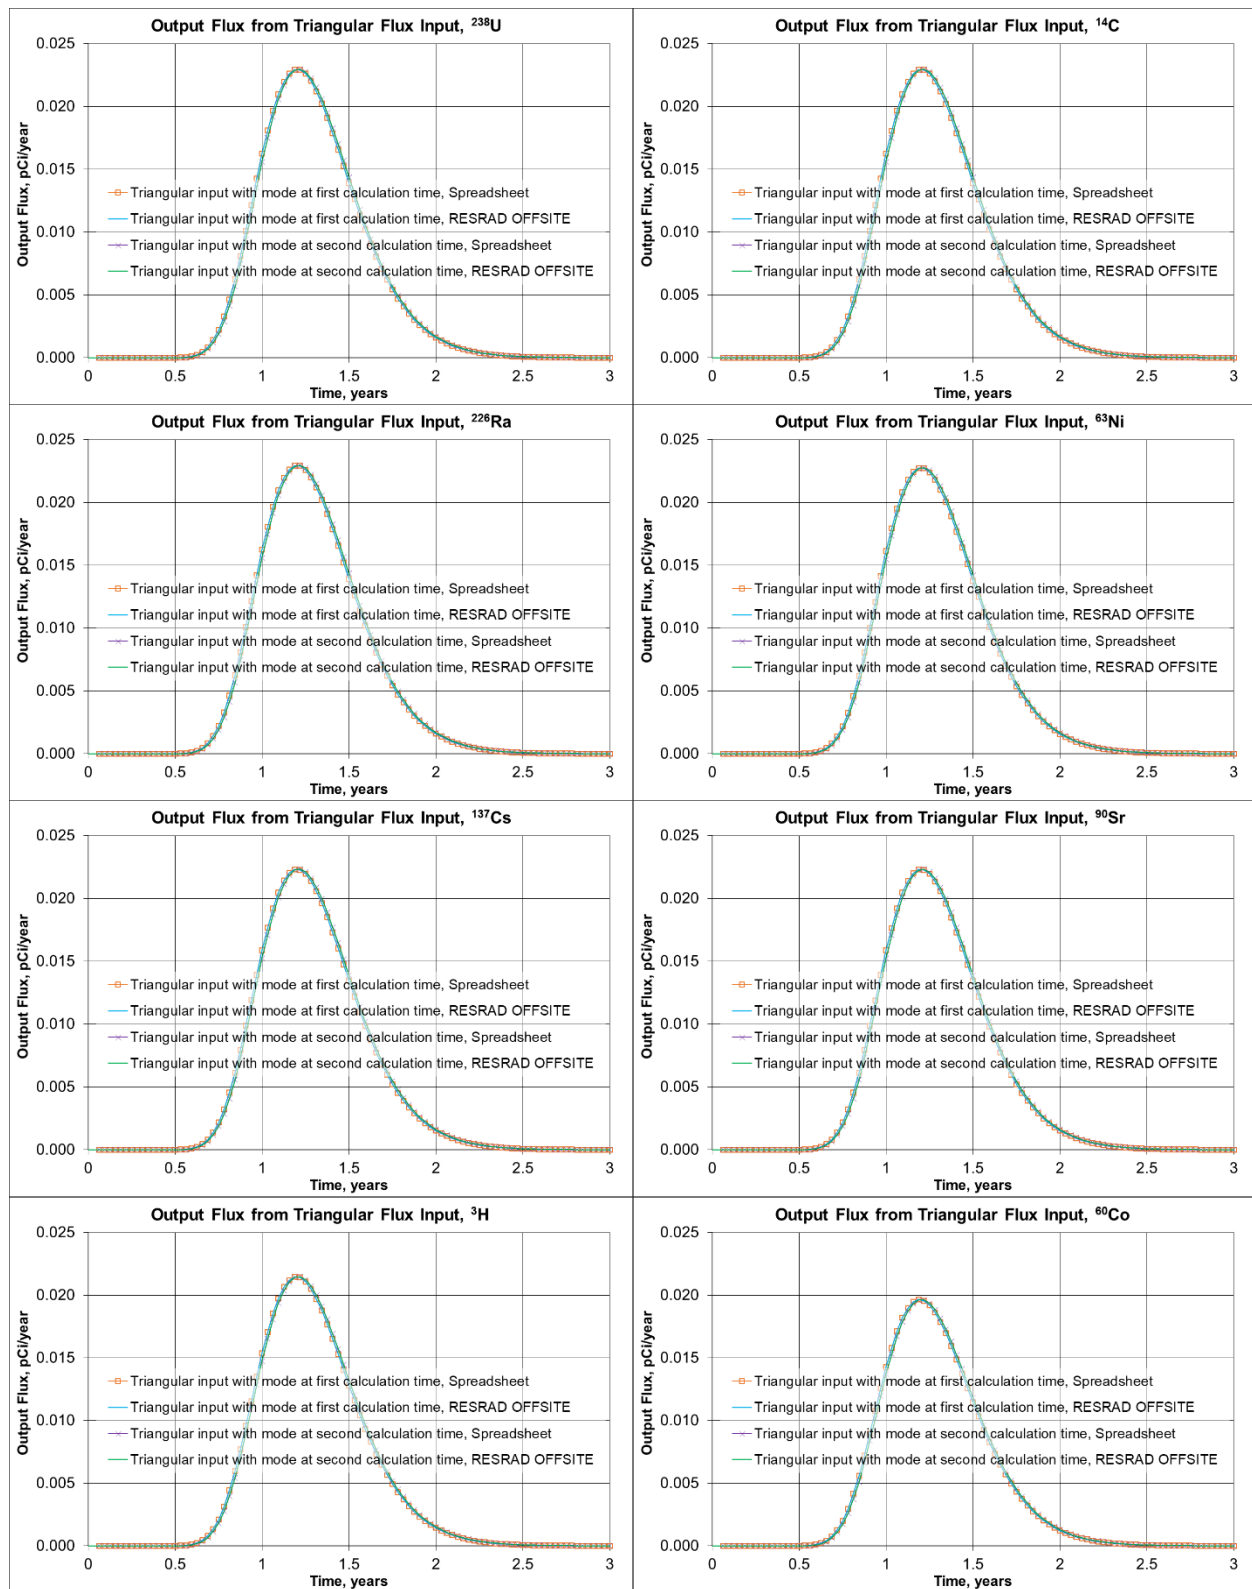 Output Flux from Triangular Flux Input, ²³⁸U
Output Flux, pCi/year
0.025
0.020
0.015
0.010
0.005
0.000
Triangular input with mode at first calculation time, Spreadsheet
Triangular input with mode at first calculation time, RESRAD OFFSITE
Triangular input with mode at second calculation time, Spreadsheet
Triangular input with mode at second calculation time, RESRAD OFFSITE
0 0.5 1 1.5 2 2.5 3
Time, years
Output Flux from Triangular Flux Input, ¹⁴C
Output Flux, pCi/year
0.025
0.020
0.015
0.010
0.005
0.000
Triangular input with mode at first calculation time, Spreadsheet
Triangular input with mode at first calculation time, RESRAD OFFSITE
Triangular input with mode at second calculation time, Spreadsheet
Triangular input with mode at second calculation time, RESRAD OFFSITE
0 0.5 1 1.5 2 2.5 3
Time, years
Output Flux from Triangular Flux Input, ²²⁶Ra
Output Flux, pCi/year
0.025
0.020
0.015
0.010
0.005
0.000
Triangular input with mode at first calculation time, Spreadsheet
Triangular input with mode at first calculation time, RESRAD OFFSITE
Triangular input with mode at second calculation time, Spreadsheet
Triangular input with mode at second calculation time, RESRAD OFFSITE
0 0.5 1 1.5 2 2.5 3
Time, years
Output Flux from Triangular Flux Input, ⁶³Ni
Output Flux, pCi/year
0.025
0.020
0.015
0.010
0.005
0.000
Triangular input with mode at first calculation time, Spreadsheet
Triangular input with mode at first calculation time, RESRAD OFFSITE
Triangular input with mode at second calculation time, Spreadsheet
Triangular input with mode at second calculation time, RESRAD OFFSITE
0 0.5 1 1.5 2 2.5 3
Time, years
Output Flux from Triangular Flux Input, ¹³⁷Cs
Output Flux, pCi/year
0.025
0.020
0.015
0.010
0.005
0.000
Triangular input with mode at first calculation time, Spreadsheet
Triangular input with mode at first calculation time, RESRAD OFFSITE
Triangular input with mode at second calculation time, Spreadsheet
Triangular input with mode at second calculation time, RESRAD OFFSITE
0 0.5 1 1.5 2 2.5 3
Time, years
Output Flux from Triangular Flux Input, ⁹⁰Sr
Output Flux, pCi/year
0.025
0.020
0.015
0.010
0.005
0.000
Triangular input with mode at first calculation time, Spreadsheet
Triangular input with mode at first calculation time, RESRAD OFFSITE
Triangular input with mode at second calculation time, Spreadsheet
Triangular input with mode at second calculation time, RESRAD OFFSITE
0 0.5 1 1.5 2 2.5 3
Time, years
Output Flux from Triangular Flux Input, ³H
Output Flux, pCi/year
0.025
0.020
0.015
0.010
0.005
0.000
Triangular input with mode at first calculation time, Spreadsheet
Triangular input with mode at first calculation time, RESRAD OFFSITE
Triangular input with mode at second calculation time, Spreadsheet
Triangular input with mode at second calculation time, RESRAD OFFSITE
0 0.5 1 1.5 2 2.5 3
Time, years
Output Flux from Triangular Flux Input, ⁶⁰Co
Output Flux, pCi/year
0.025
0.020
0.015
0.010
0.005
0.000
Triangular input with mode at first calculation time, Spreadsheet
Triangular input with mode at first calculation time, RESRAD OFFSITE
Triangular input with mode at second calculation time, Spreadsheet
Triangular input with mode at second calculation time, RESRAD OFFSITE
0 0.5 1 1.5 2 2.5 3
Time, years